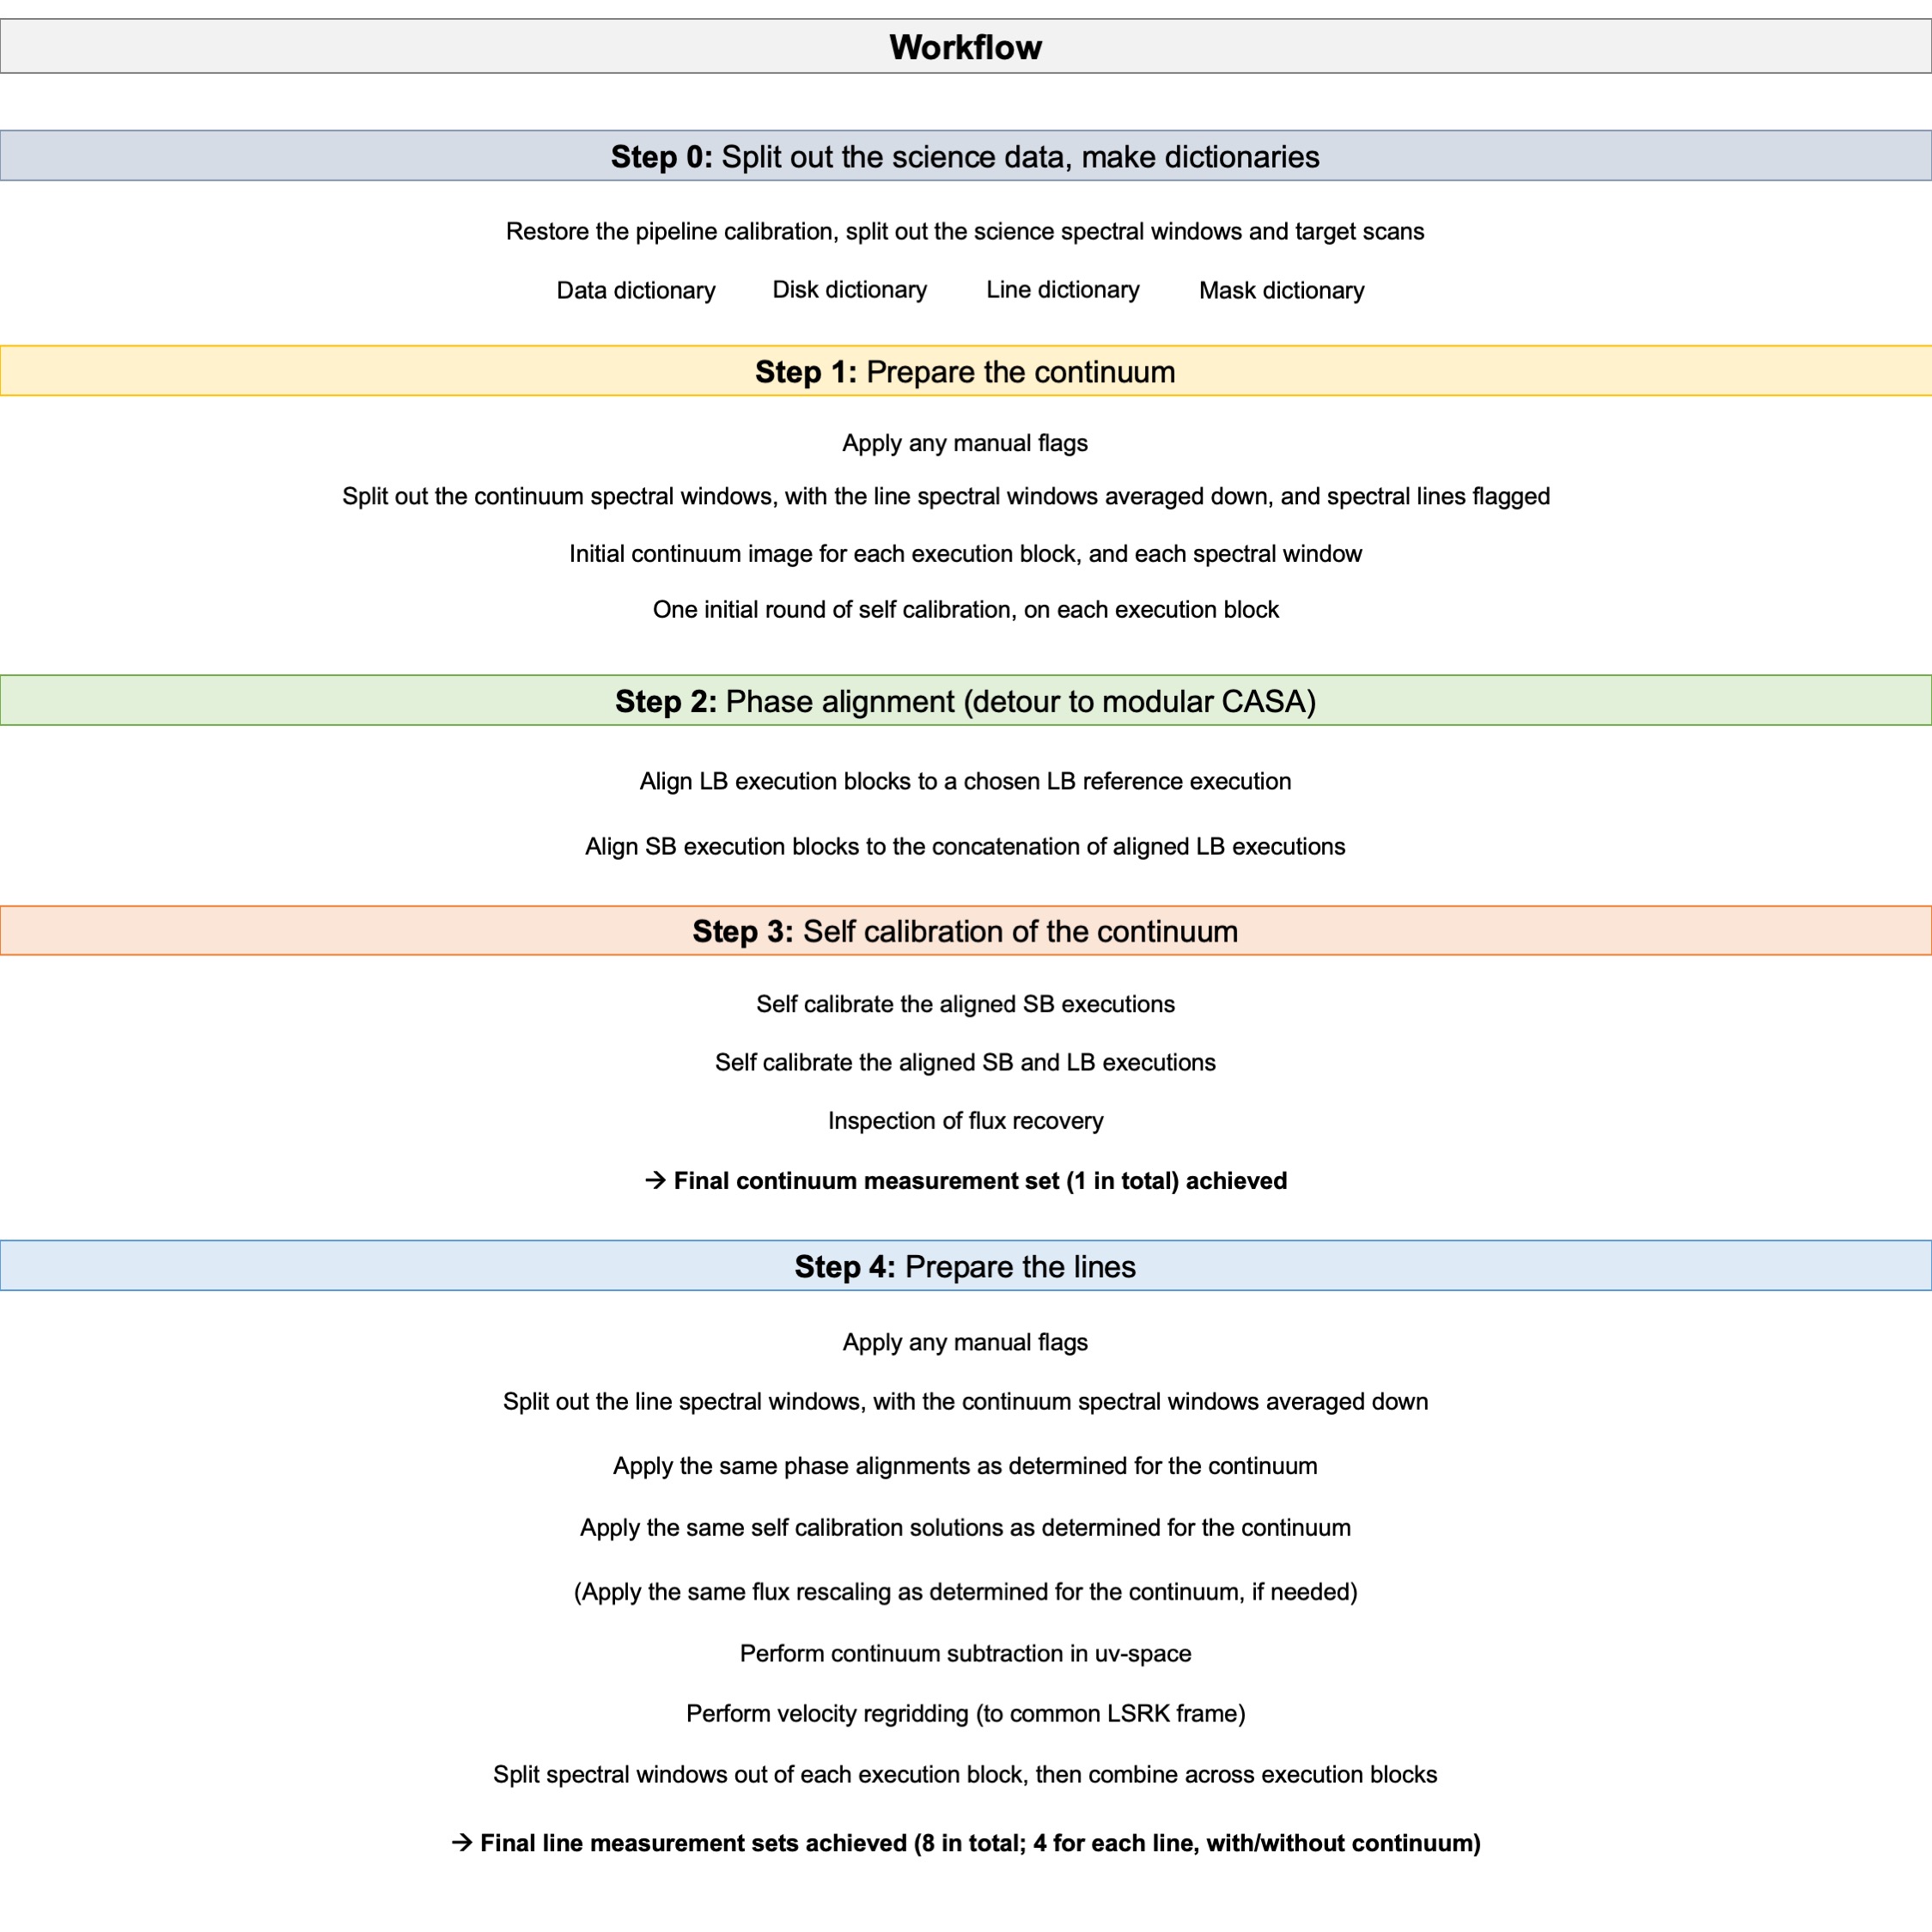 Workflow
Step 0: Split out the science data, make dictionaries
Restore the pipeline calibration, split out the science spectral windows and target scans
Data dictionary Disk dictionary Line dictionary Mask dictionary
Step 1: Prepare the continuum
Apply any manual flags
Split out the continuum spectral windows, with the line spectral windows averaged down, and spectral lines flagged
Initial continuum image for each execution block, and each spectral window
One initial round of self calibration, on each execution block
Step 2: Phase alignment (detour to modular CASA)
Align LB execution blocks to a chosen LB reference execution
Align SB execution blocks to the concatenation of aligned LB executions
Step 3: Self calibration of the continuum
Self calibrate the aligned SB executions
Self calibrate the aligned SB and LB executions
Inspection of flux recovery
→ Final continuum measurement set (1 in total) achieved
Step 4: Prepare the lines
Apply any manual flags
Split out the line spectral windows, with the continuum spectral windows averaged down
Apply the same phase alignments as determined for the continuum
Apply the same self calibration solutions as determined for the continuum
(Apply the same flux rescaling as determined for the continuum, if needed)
Perform continuum subtraction in uv-space
Perform velocity regridding (to common LSRK frame)
Split spectral windows out of each execution block, then combine across execution blocks
→ Final line measurement sets achieved (8 in total; 4 for each line, with/without continuum)